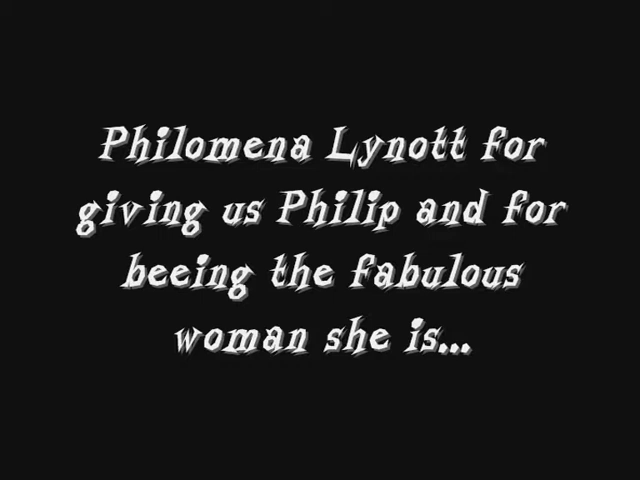 Philomena Lynott for
giving us Philip and for
beeing the fabulous
woman she is...